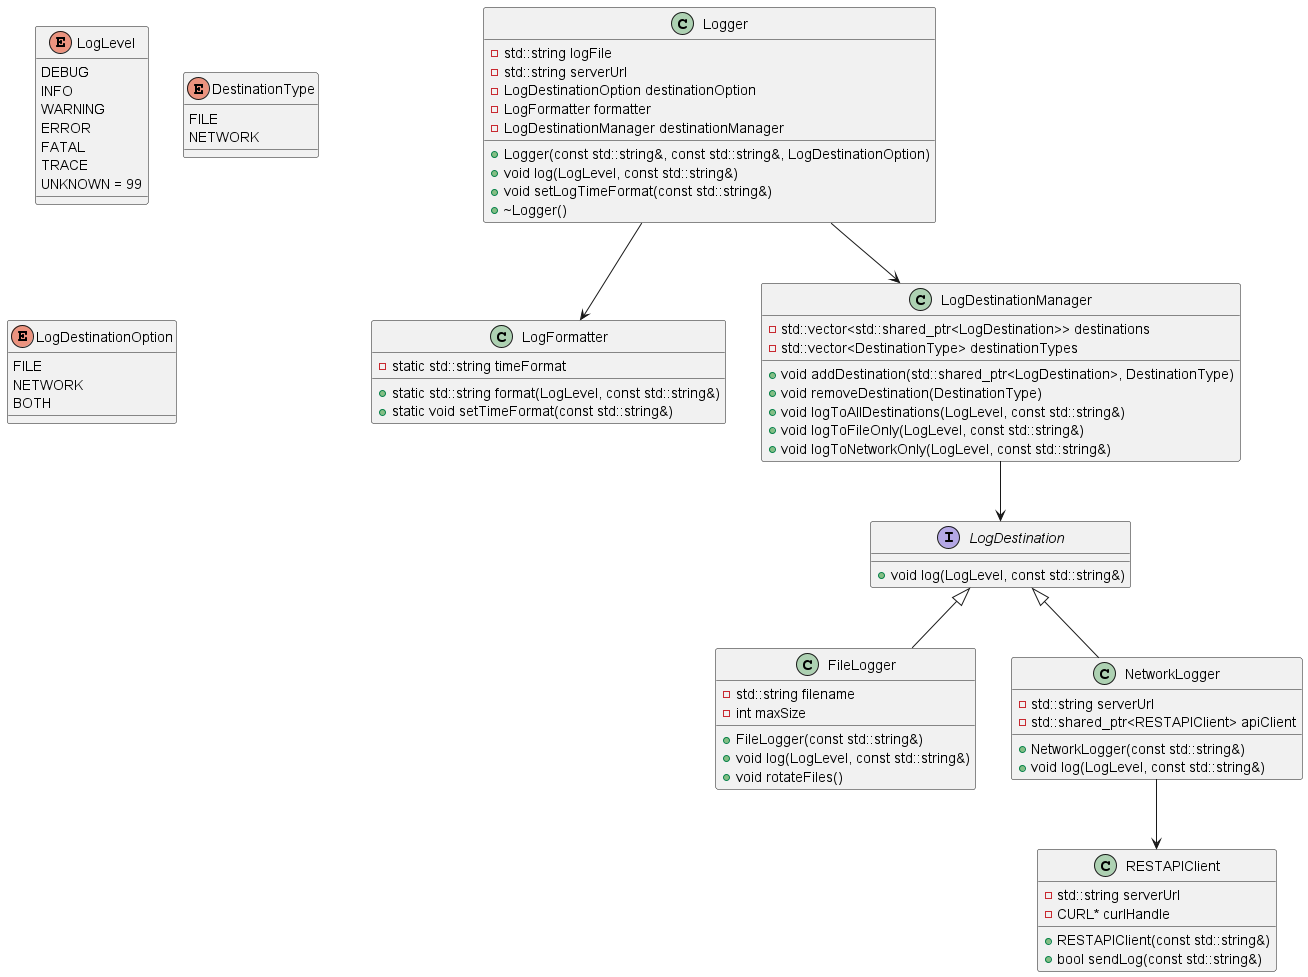 E LogLevel
DEBUG
INFO
WARNING
ERROR
FATAL
TRACE
UNKNOWN = 99
E DestinationType
FILE
NETWORK
C Logger
std::string logFile
std::string serverUrl
LogDestinationOption destinationOption
LogFormatter formatter
LogDestinationManager destinationManager
Logger(const std::string&, const std::string&, LogDestinationOption)
void log(LogLevel, const std::string&)
void setLogTimeFormat(const std::string&)
~Logger()
E LogDestinationOption
FILE
NETWORK
BOTH
C LogFormatter
static std::string timeFormat
static std::string format(LogLevel, const std::string&)
static void setTimeFormat(const std::string&)
C LogDestinationManager
std::vector<std::shared_ptr<LogDestination>> destinations
std::vector<DestinationType> destinationTypes
void addDestination(std::shared_ptr<LogDestination>, DestinationType)
void removeDestination(DestinationType)
void logToAllDestinations(LogLevel, const std::string&)
void logToFileOnly(LogLevel, const std::string&)
void logToNetworkOnly(LogLevel, const std::string&)
I LogDestination
void log(LogLevel, const std::string&)
C FileLogger
std::string filename
int maxSize
FileLogger(const std::string&)
void log(LogLevel, const std::string&)
void rotateFiles()
C NetworkLogger
std::string serverUrl
std::shared_ptr<RESTAPIClient> apiClient
NetworkLogger(const std::string&)
void log(LogLevel, const std::string&)
C RESTAPIClient
std::string serverUrl
CURL* curlHandle
RESTAPIClient(const std::string&)
bool sendLog(const std::string&)